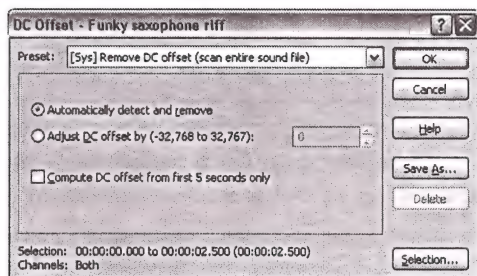 DC Offset - Funky saxophone riff
Preset: [Sys] Remove DC offset (scan entire sound file)
OK
Cancel
Automatically detect and remove
Adjust DC offset by (-32,768 to 32,767): 0
Help
Compute DC offset from first 5 seconds only
Save As...
Delete
Selection: 00:00:00.000 to 00:00:02.500 (00:00:02.500)
Channels: Both
Selection...